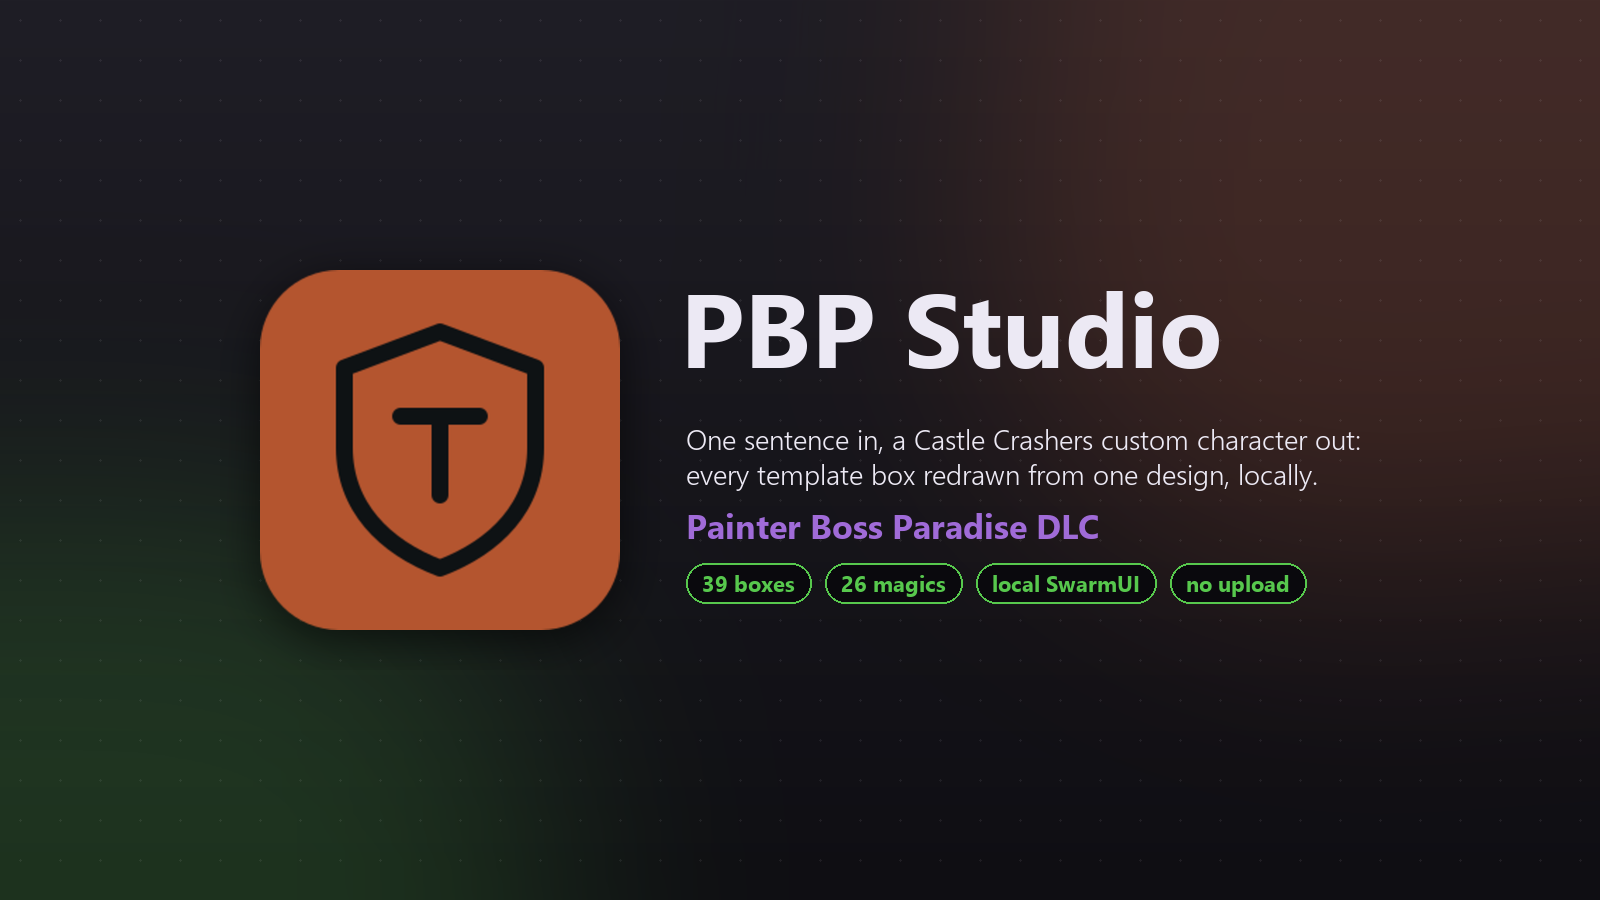 T
PBP Studio
One sentence in, a Castle Crashers custom character out:
every template box redrawn from one design, locally.
Painter Boss Paradise DLC
39 boxes
26 magics
local SwarmUI
no upload